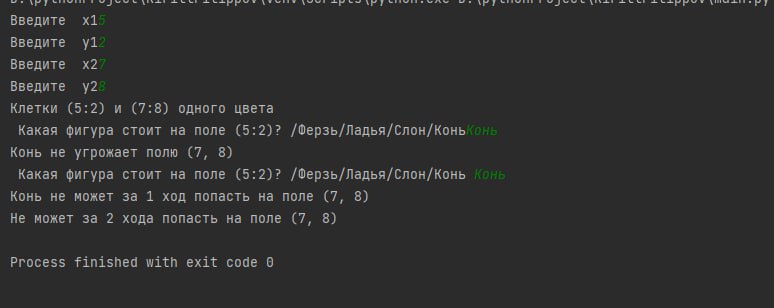 D:\pythonProject\KirillFilippov\venv\Scripts\python.exe D:\pythonProject\KirillFilippov\main.py
Введите  x15
Введите  y12
Введите  x27
Введите  y28
Клетки (5:2) и (7:8) одного цвета
 Какая фигура стоит на поле (5:2)? /Ферзь/Ладья/Слон/КоньКонь
Конь не угрожает полю (7, 8)
 Какая фигура стоит на поле (5:2)? /Ферзь/Ладья/Слон/Конь Конь
Конь не может за 1 ход попасть на поле (7, 8)
Не может за 2 хода попасть на поле (7, 8)
Process finished with exit code 0